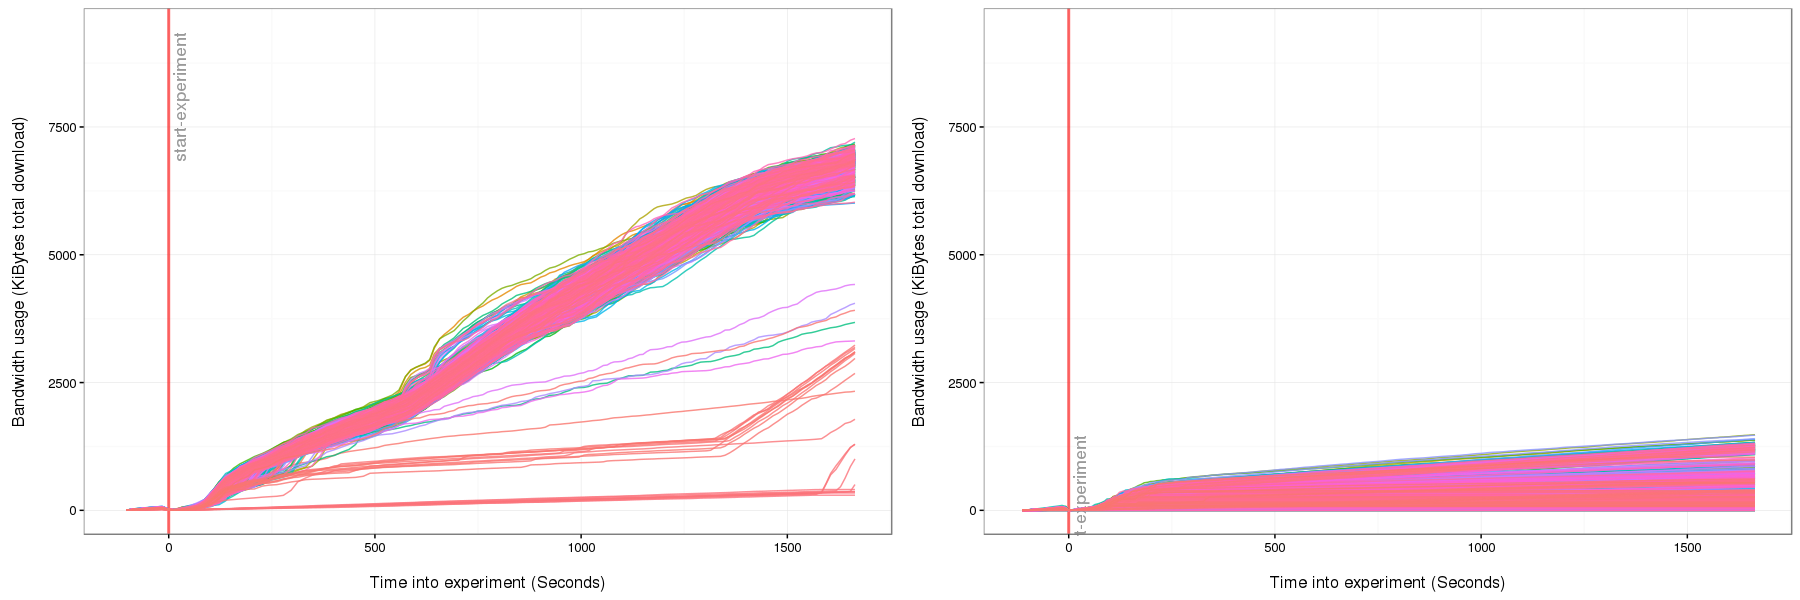 Bandwidth usage (KiBytes total download)
7500
5000
2500
0
start-experiment
0
500
1000
1500
Time into experiment (Seconds)
Bandwidth usage (KiBytes total download)
7500
5000
2500
0
t-experiment
0
500
1000
1500
Time into experiment (Seconds)